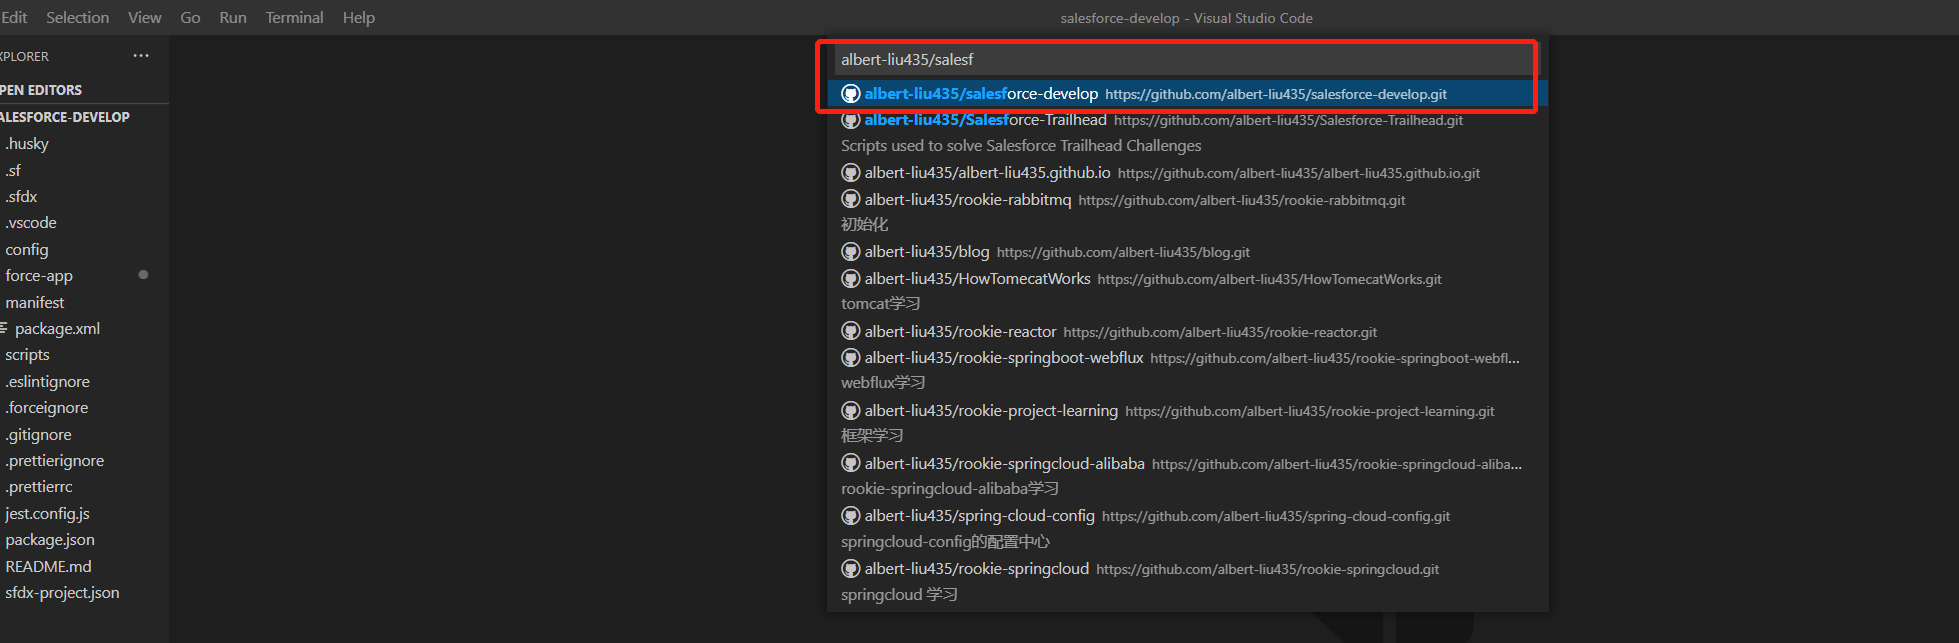 Edit Selection View Go Run Terminal Help
salesforce-develop - Visual Studio Code
XPLORER ···
PEN EDITORS
ALESFORCE-DEVELOP
.husky
.sf
.sfdx
.vscode
config
force-app
manifest
package.xml
scripts
.eslintignore
.forceignore
.gitignore
.prettierignore
.prettierrc
jest.config.js
package.json
README.md
sfdx-project.json
albert-liu435/salesf
albert-liu435/salesforce-develop https://github.com/albert-liu435/salesforce-develop.git
albert-liu435/Salesforce-Trailhead https://github.com/albert-liu435/Salesforce-Trailhead.git
Scripts used to solve Salesforce Trailhead Challenges
albert-liu435/albert-liu435.github.io https://github.com/albert-liu435/albert-liu435.github.io.git
albert-liu435/rookie-rabbitmq https://github.com/albert-liu435/rookie-rabbitmq.git
初始化
albert-liu435/blog https://github.com/albert-liu435/blog.git
albert-liu435/HowTomecatWorks https://github.com/albert-liu435/HowTomecatWorks.git
tomcat学习
albert-liu435/rookie-reactor https://github.com/albert-liu435/rookie-reactor.git
albert-liu435/rookie-springboot-webflux https://github.com/albert-liu435/rookie-springboot-webfl...
webflux学习
albert-liu435/rookie-project-learning https://github.com/albert-liu435/rookie-project-learning.git
框架学习
albert-liu435/rookie-springcloud-alibaba https://github.com/albert-liu435/rookie-springcloud-aliba...
rookie-springcloud-alibaba学习
albert-liu435/spring-cloud-config https://github.com/albert-liu435/spring-cloud-config.git
springcloud-config的配置中心
albert-liu435/rookie-springcloud https://github.com/albert-liu435/rookie-springcloud.git
springcloud 学习